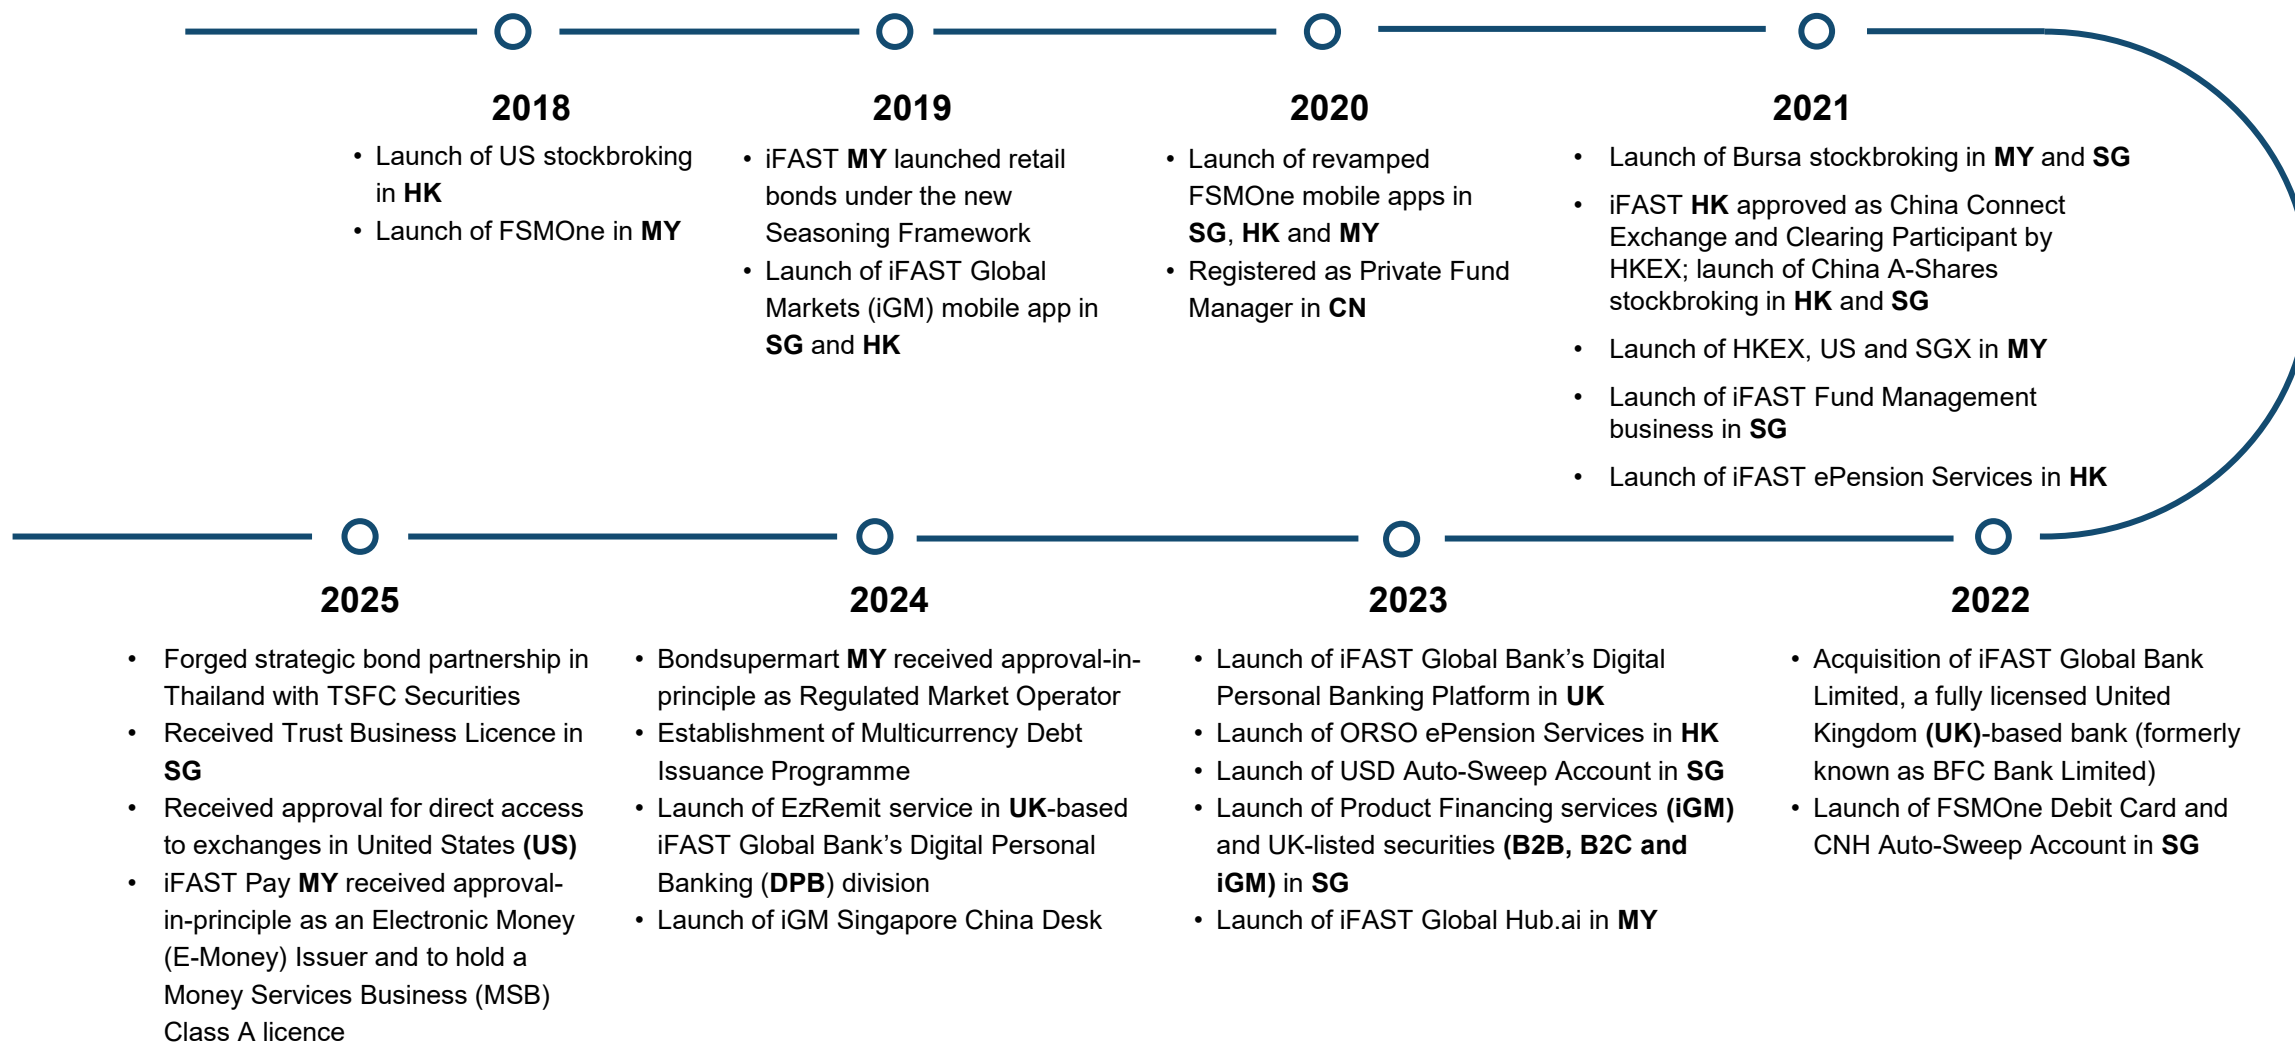 2018
• Launch of US stockbroking
in HK
• Launch of FSMOne in MY
2019
• iFAST MY launched retail
bonds under the new
Seasoning Framework
• Launch of iFAST Global
Markets (iGM) mobile app in
SG and HK
2020
• Launch of revamped
FSMOne mobile apps in
SG, HK and MY
• Registered as Private Fund
Manager in CN
2021
• Launch of Bursa stockbroking in MY and SG
• iFAST HK approved as China Connect
Exchange and Clearing Participant by
HKEX; launch of China A-Shares
stockbroking in HK and SG
• Launch of HKEX, US and SGX in MY
• Launch of iFAST Fund Management
business in SG
• Launch of iFAST ePension Services in HK
2025
• Forged strategic bond partnership in
Thailand with TSFC Securities
• Received Trust Business Licence in
SG
• Received approval for direct access
to exchanges in United States (US)
• iFAST Pay MY received approval-
in-principle as an Electronic Money
(E-Money) Issuer and to hold a
Money Services Business (MSB)
Class A licence
2024
• Bondsupermart MY received approval-in-
principle as Regulated Market Operator
• Establishment of Multicurrency Debt
Issuance Programme
• Launch of EzRemit service in UK-based
iFAST Global Bank’s Digital Personal
Banking (DPB) division
• Launch of iGM Singapore China Desk
2023
• Launch of iFAST Global Bank’s Digital
Personal Banking Platform in UK
• Launch of ORSO ePension Services in HK
• Launch of USD Auto-Sweep Account in SG
• Launch of Product Financing services (iGM)
and UK-listed securities (B2B, B2C and
iGM) in SG
• Launch of iFAST Global Hub.ai in MY
2022
• Acquisition of iFAST Global Bank
Limited, a fully licensed United
Kingdom (UK)-based bank (formerly
known as BFC Bank Limited)
• Launch of FSMOne Debit Card and
CNH Auto-Sweep Account in SG